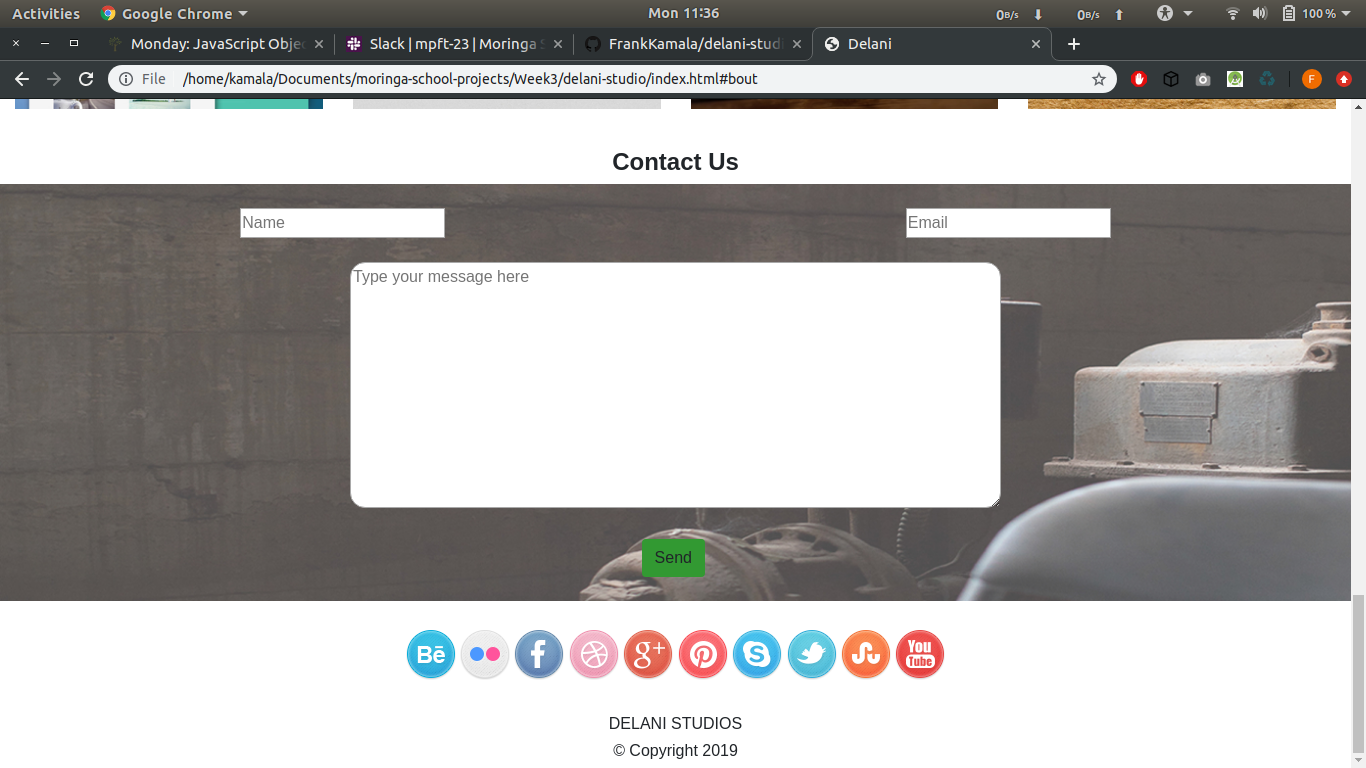 Activities Google Chrome Mon 11:36 0B/s 0B/s 100 %
Monday: JavaScript Obje Slack | mpft-23 | Moringa S FrankKamala/delani-stud Delani
File /home/kamala/Documents/moringa-school-projects/Week3/delani-studio/index.html#bout F
Contact Us
Name Email
Type your message here
Send
Bē f g+ S You Tube
DELANI STUDIOS
© Copyright 2019